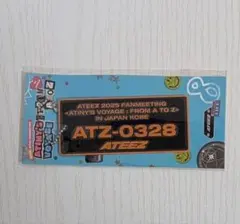 ATEEZ 2025 FANMEETING
<ATINY'S VOYAGE : FROM A TO Z>
IN JAPAN KOBE
ATZ-0328
ATEEZ